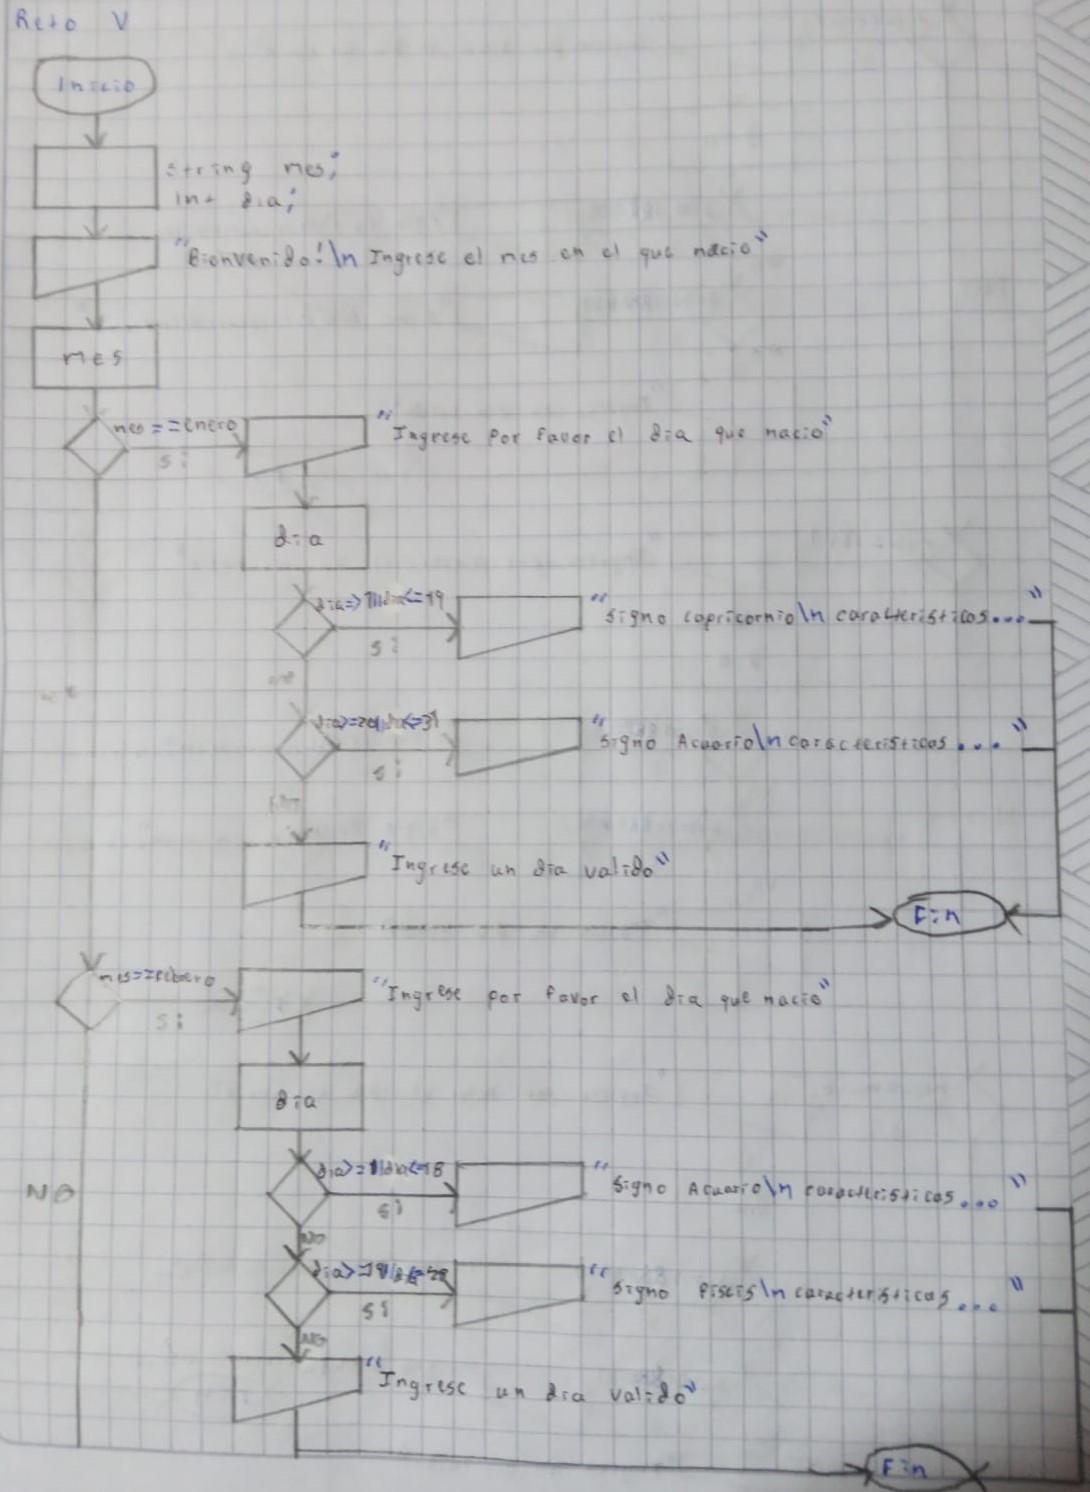 Reto V
Inicio
string mes;
int dia;
"Bienvenido!\n Ingrese el mes en el que nacio"
mes
mes==enero
si
"Ingrese por favor el dia que nacio"
dia
dia=>1||dia<=19
si
"Signo capricornio\n caracteristicas..."
no
dia>=20||dia<=31
si
"Signo Acuario\n caracteristicas..."
"Ingrese un dia valido"
Fin
mes==febrero
si
"Ingrese por favor el dia que nacio"
dia
dia>=1||dia<=18
si
"Signo Acuario\n caracteristicas..."
NO
NO
dia>=19||
si
"Signo Piscis\n caracteristicas..."
NO
"Ingrese un dia valido"
Fin